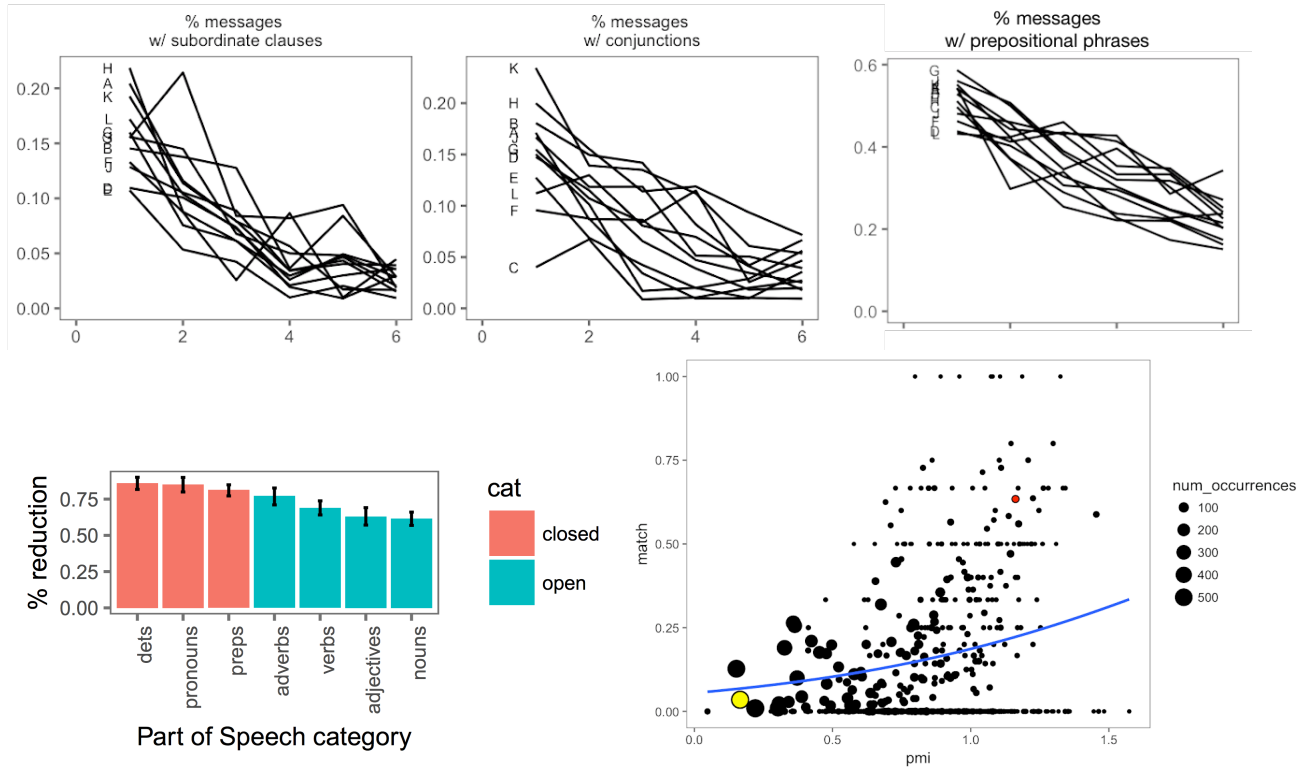 % messages
w/ subordinate clauses
0.20
0.15
0.10
0.05
0.00
H
A
K
L
G
B
F
J
0
2
4
6
% messages
w/ conjunctions
0.20
0.15
0.10
0.05
0.00
K
H
B
A
G
D
E
L
F
C
0
2
4
6
% messages
w/ prepositional phrases
0.6
0.4
0.2
0.0
G
C
F
% reduction
0.75
0.50
0.25
0.00
dets
pronouns
preps
adverbs
verbs
adjectives
nouns
Part of Speech category
cat
closed
open
match
1.00
0.75
0.50
0.25
0.00
0.0
0.5
1.0
1.5
pmi
num_occurrences
100
200
300
400
500